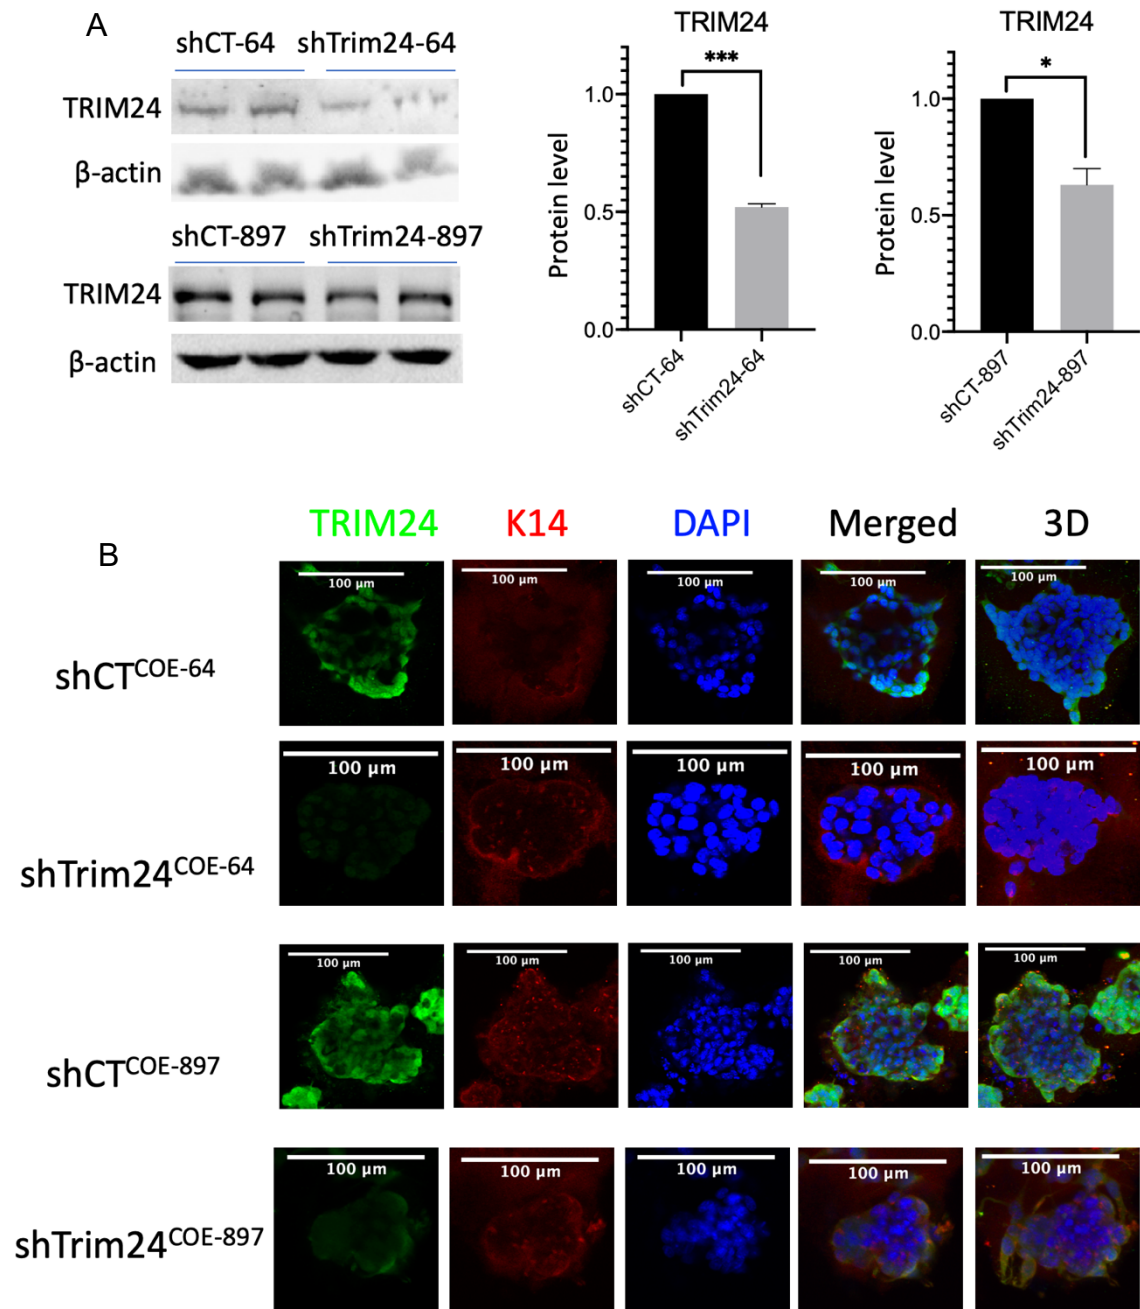 A
shCT-64 shTrim24-64
TRIM24
β-actin
shCT-897 shTrim24-897
TRIM24
β-actin
TRIM24
***
Protein level
1.0
0.5
0.0
shCT-64
shTrim24-64
TRIM24
*
Protein level
1.0
0.5
0.0
shCT-897
shTrim24-897
B
TRIM24 K14 DAPI Merged 3D
shCT^COE-64
100 μm 100 μm 100 μm 100 μm 100 μm
shTrim24^COE-64
100 μm 100 μm 100 μm 100 μm 100 μm
shCT^COE-897
100 μm 100 μm 100 μm 100 μm 100 μm
shTrim24^COE-897
100 μm 100 μm 100 μm 100 μm 100 μm